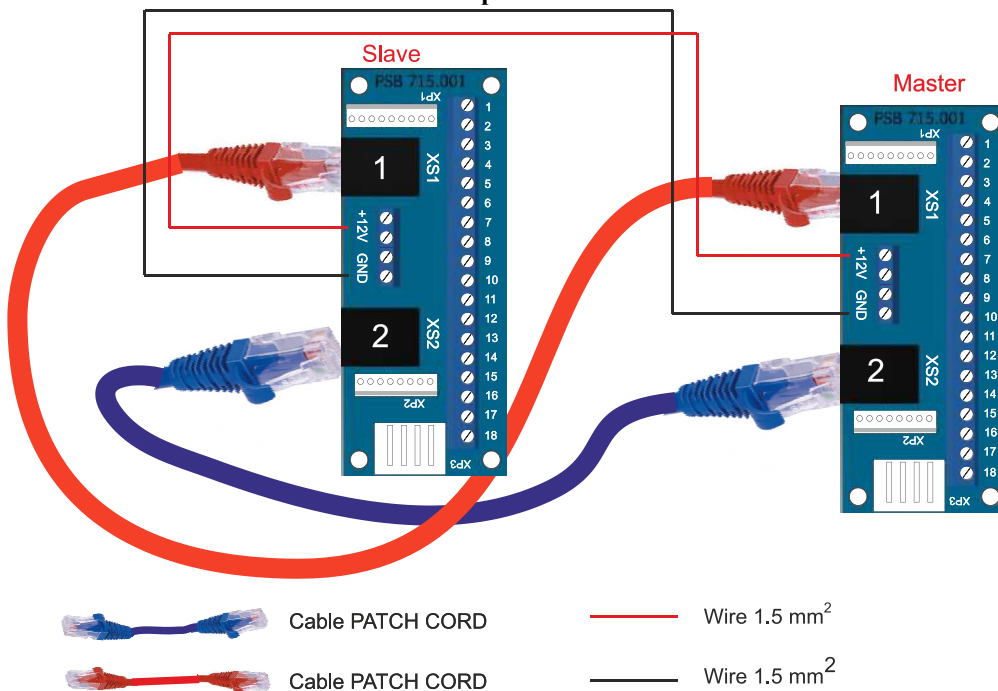 Slave
PSB 715.001
XP1
1
2
3
4
5
6
7
8
9
10
11
12
13
14
15
16
17
18
1
XS1
+12V
GND
2
XS2
XP2
XP3
Master
PSB 715.001
XP1
1
2
3
4
5
6
7
8
9
10
11
12
13
14
15
16
17
18
1
XS1
+12V
GND
2
XS2
XP2
XP3
Cable PATCH CORD
Wire 1.5 mm²
Cable PATCH CORD
Wire 1.5 mm²